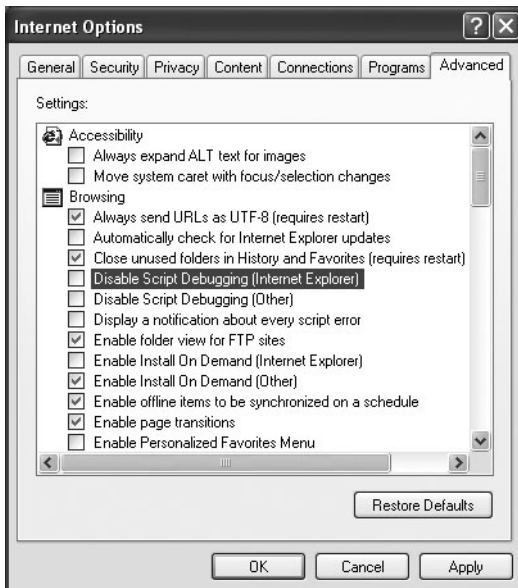 Internet Options
General Security Privacy Content Connections Programs Advanced
Settings:
Accessibility
Always expand ALT text for images
Move system caret with focus/selection changes
Browsing
Always send URLs as UTF-8 (requires restart)
Automatically check for Internet Explorer updates
Close unused folders in History and Favorites (requires restart)
Disable Script Debugging (Internet Explorer)
Disable Script Debugging (Other)
Display a notification about every script error
Enable folder view for FTP sites
Enable Install On Demand (Internet Explorer)
Enable Install On Demand (Other)
Enable offline items to be synchronized on a schedule
Enable page transitions
Enable Personalized Favorites Menu
Restore Defaults
OK Cancel Apply